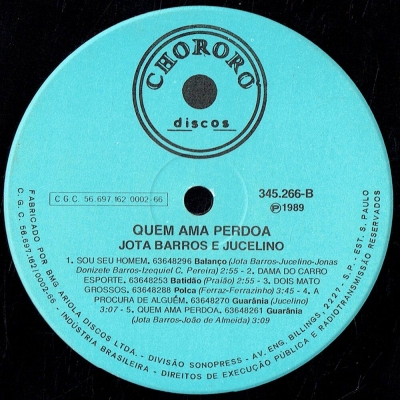 CHORORÓ
discos
C.G.C. 56.697.162 0002-66
345.266-B
Ⓟ1989
QUEM AMA PERDOA
JOTA BARROS E JUCELINO
1. SOU SEU HOMEM. 63648296 Balanço (Jota Barros-Jucelino-Jonas
Donizete Barros-Izequiel C. Pereira) 2:55 - 2. DAMA DO CARRO
ESPORTE. 63648253 Batidão (Praião) 2:55 - 3. DOIS MATO
GROSSOS. 63648288 Polca (Ferraz-Ferrazinho) 3:45 - 4. A
PROCURA DE ALGUÉM. 63648270 Guarânia (Jucelino)
3:07 - 5. QUEM AMA PERDOA. 63648261 Guarânia
(Jota Barros-João de Almeida) 3:09
FABRICADO POR BMG ARIOLA DISCOS LTDA. - DIVISÃO SONOPRESS - AV. ENG. BILLINGS, 2227 - S.P. - EST. S. PAULO
C.G.C. 56.697.162/0002-66 - INDÚSTRIA BRASILEIRA - DIREITOS DE EXECUÇÃO PÚBLICA E RADIOTRANSMISSÃO RESERVADOS